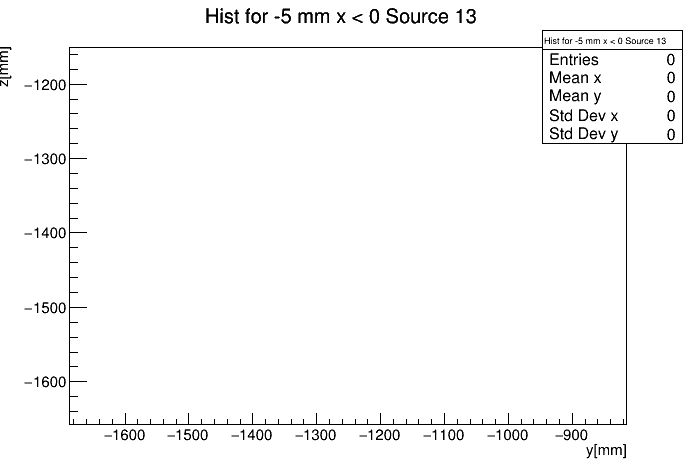 Hist for -5 mm x < 0 Source 13
z[mm]
Hist for -5 mm x < 0 Source 13
Entries 0
Mean x 0
Mean y 0
Std Dev x 0
Std Dev y 0
−1200
−1300
−1400
−1500
−1600
−1600 −1500 −1400 −1300 −1200 −1100 −1000 −900
y[mm]